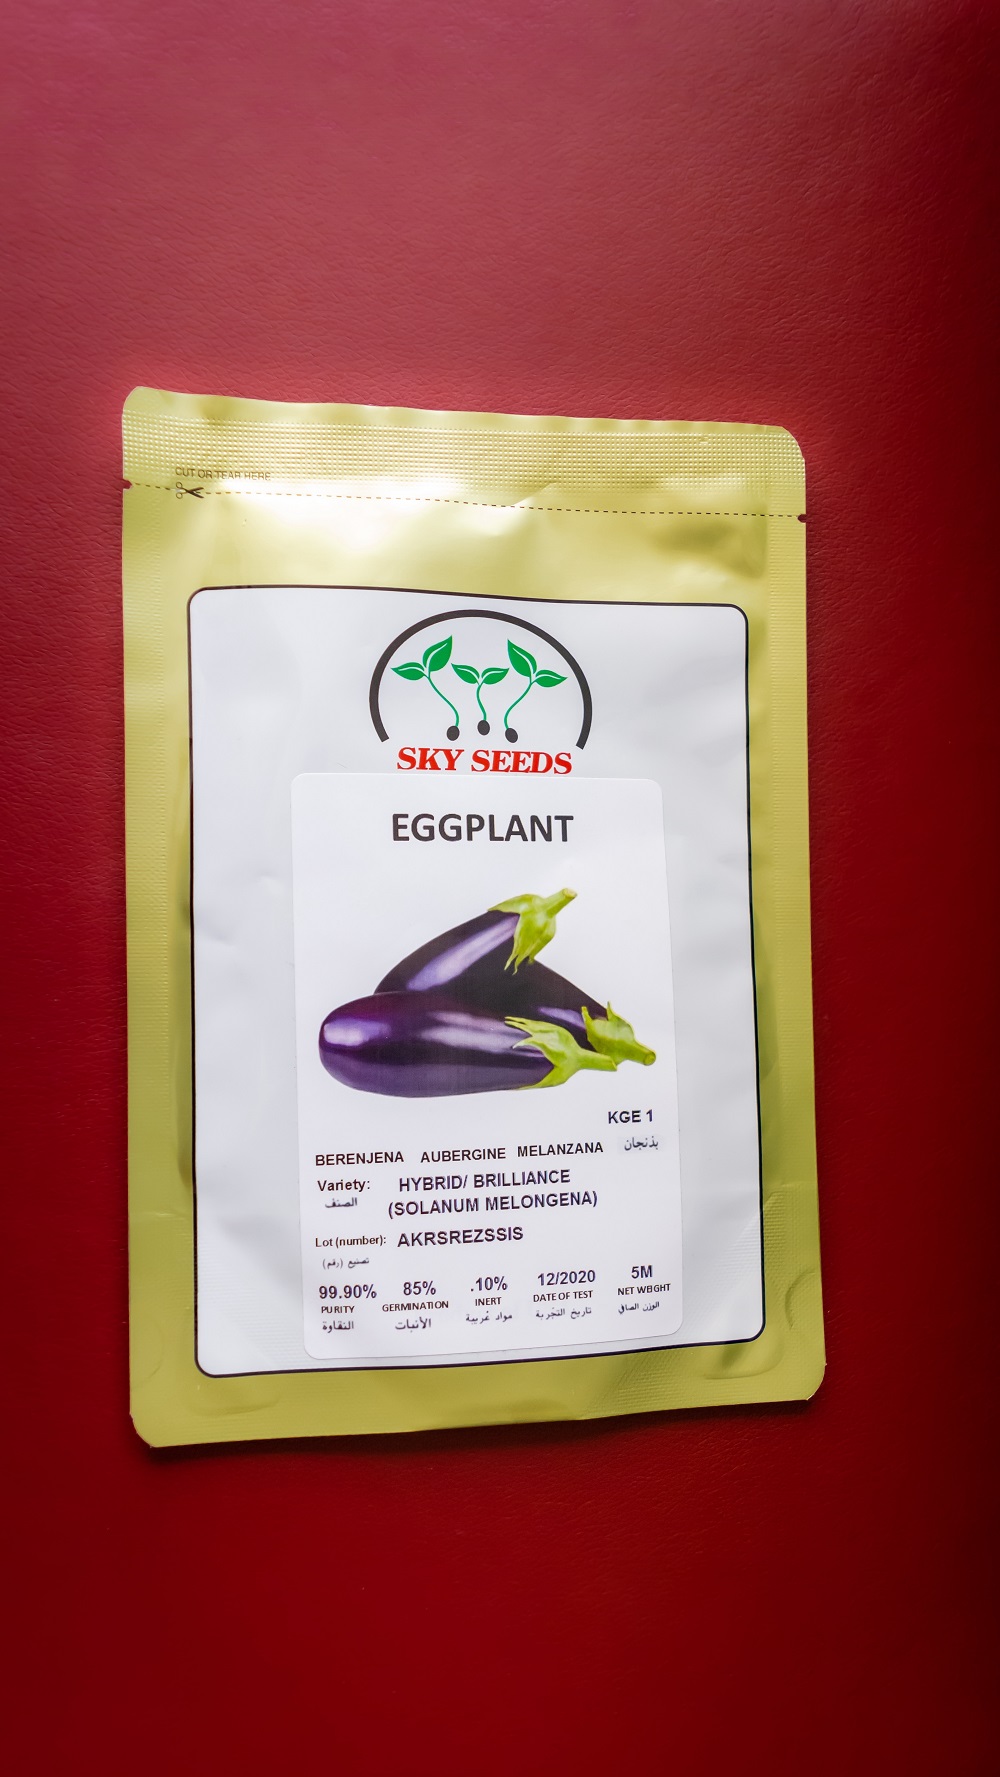 CUT OR TEAR HERE
SKY SEEDS
EGGPLANT
KGE 1
BERENJENA AUBERGINE MELANZANA بذنجان
Variety: HYBRID/ BRILLIANCE
الصنف (SOLANUM MELONGENA)
Lot (number): AKRSREZSSIS
تصنيع (رقم)
99.90% 85% .10% 12/2020 5M
PURITY GERMINATION INERT DATE OF TEST NET WEIGHT
النقاوة الأنبات مواد غريبة تاريخ التجربة الوزن الصافي